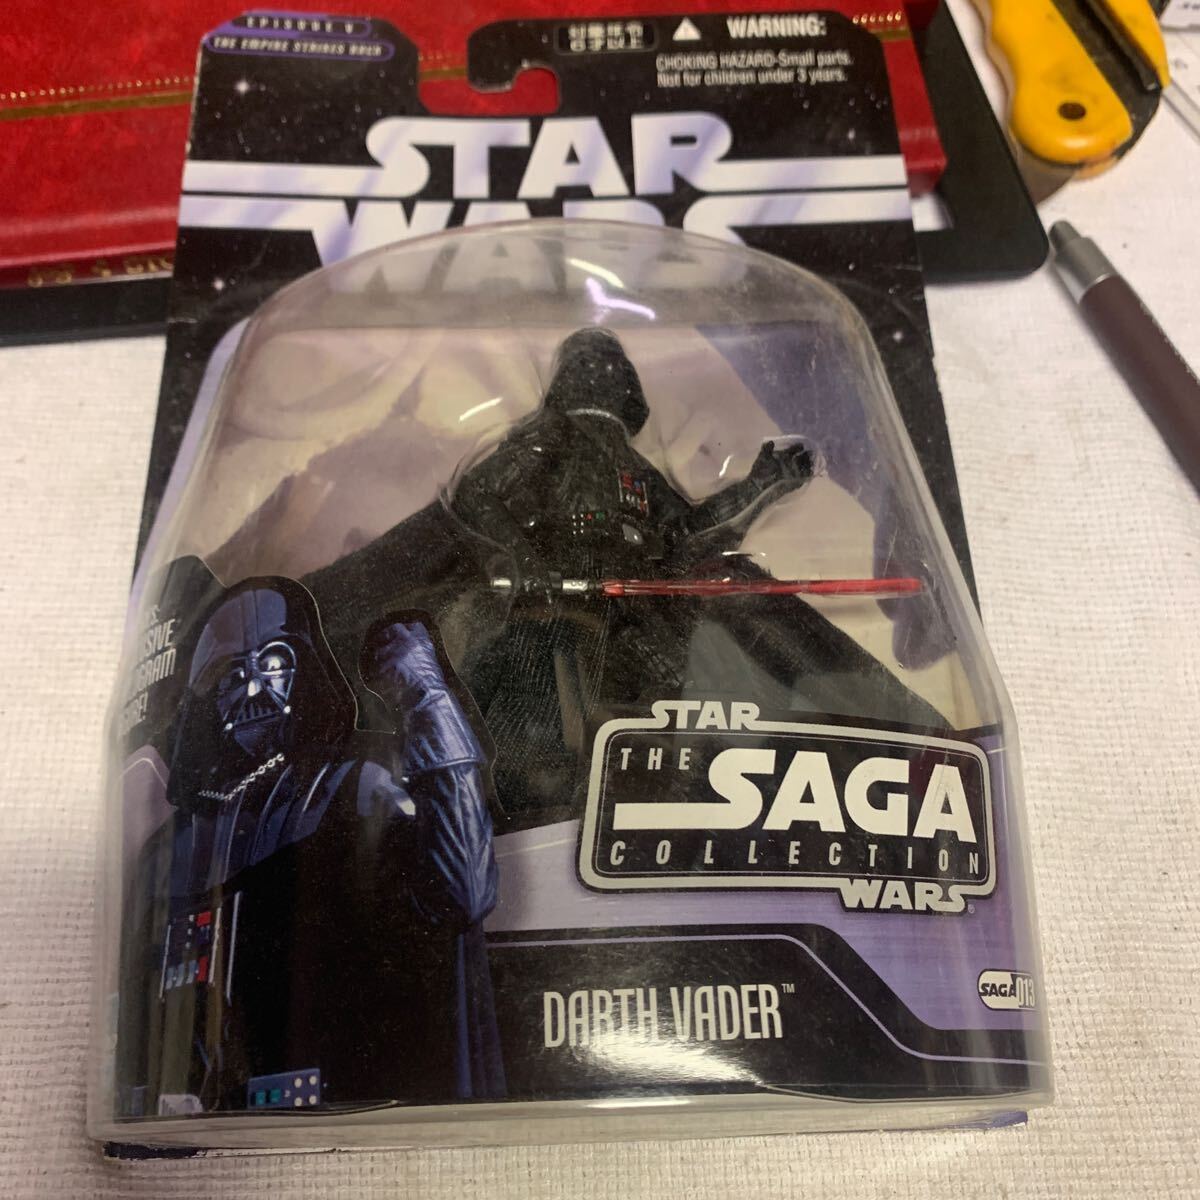 EPISODE V
THE EMPIRE STRIKES BACK
WARNING:
CHOKING HAZARD-Small parts.
Not for children under 3 years.
STAR
WARS
STAR
THE
SAGA
COLLECTION
WARS®
DARTH VADER™
SAGA 013